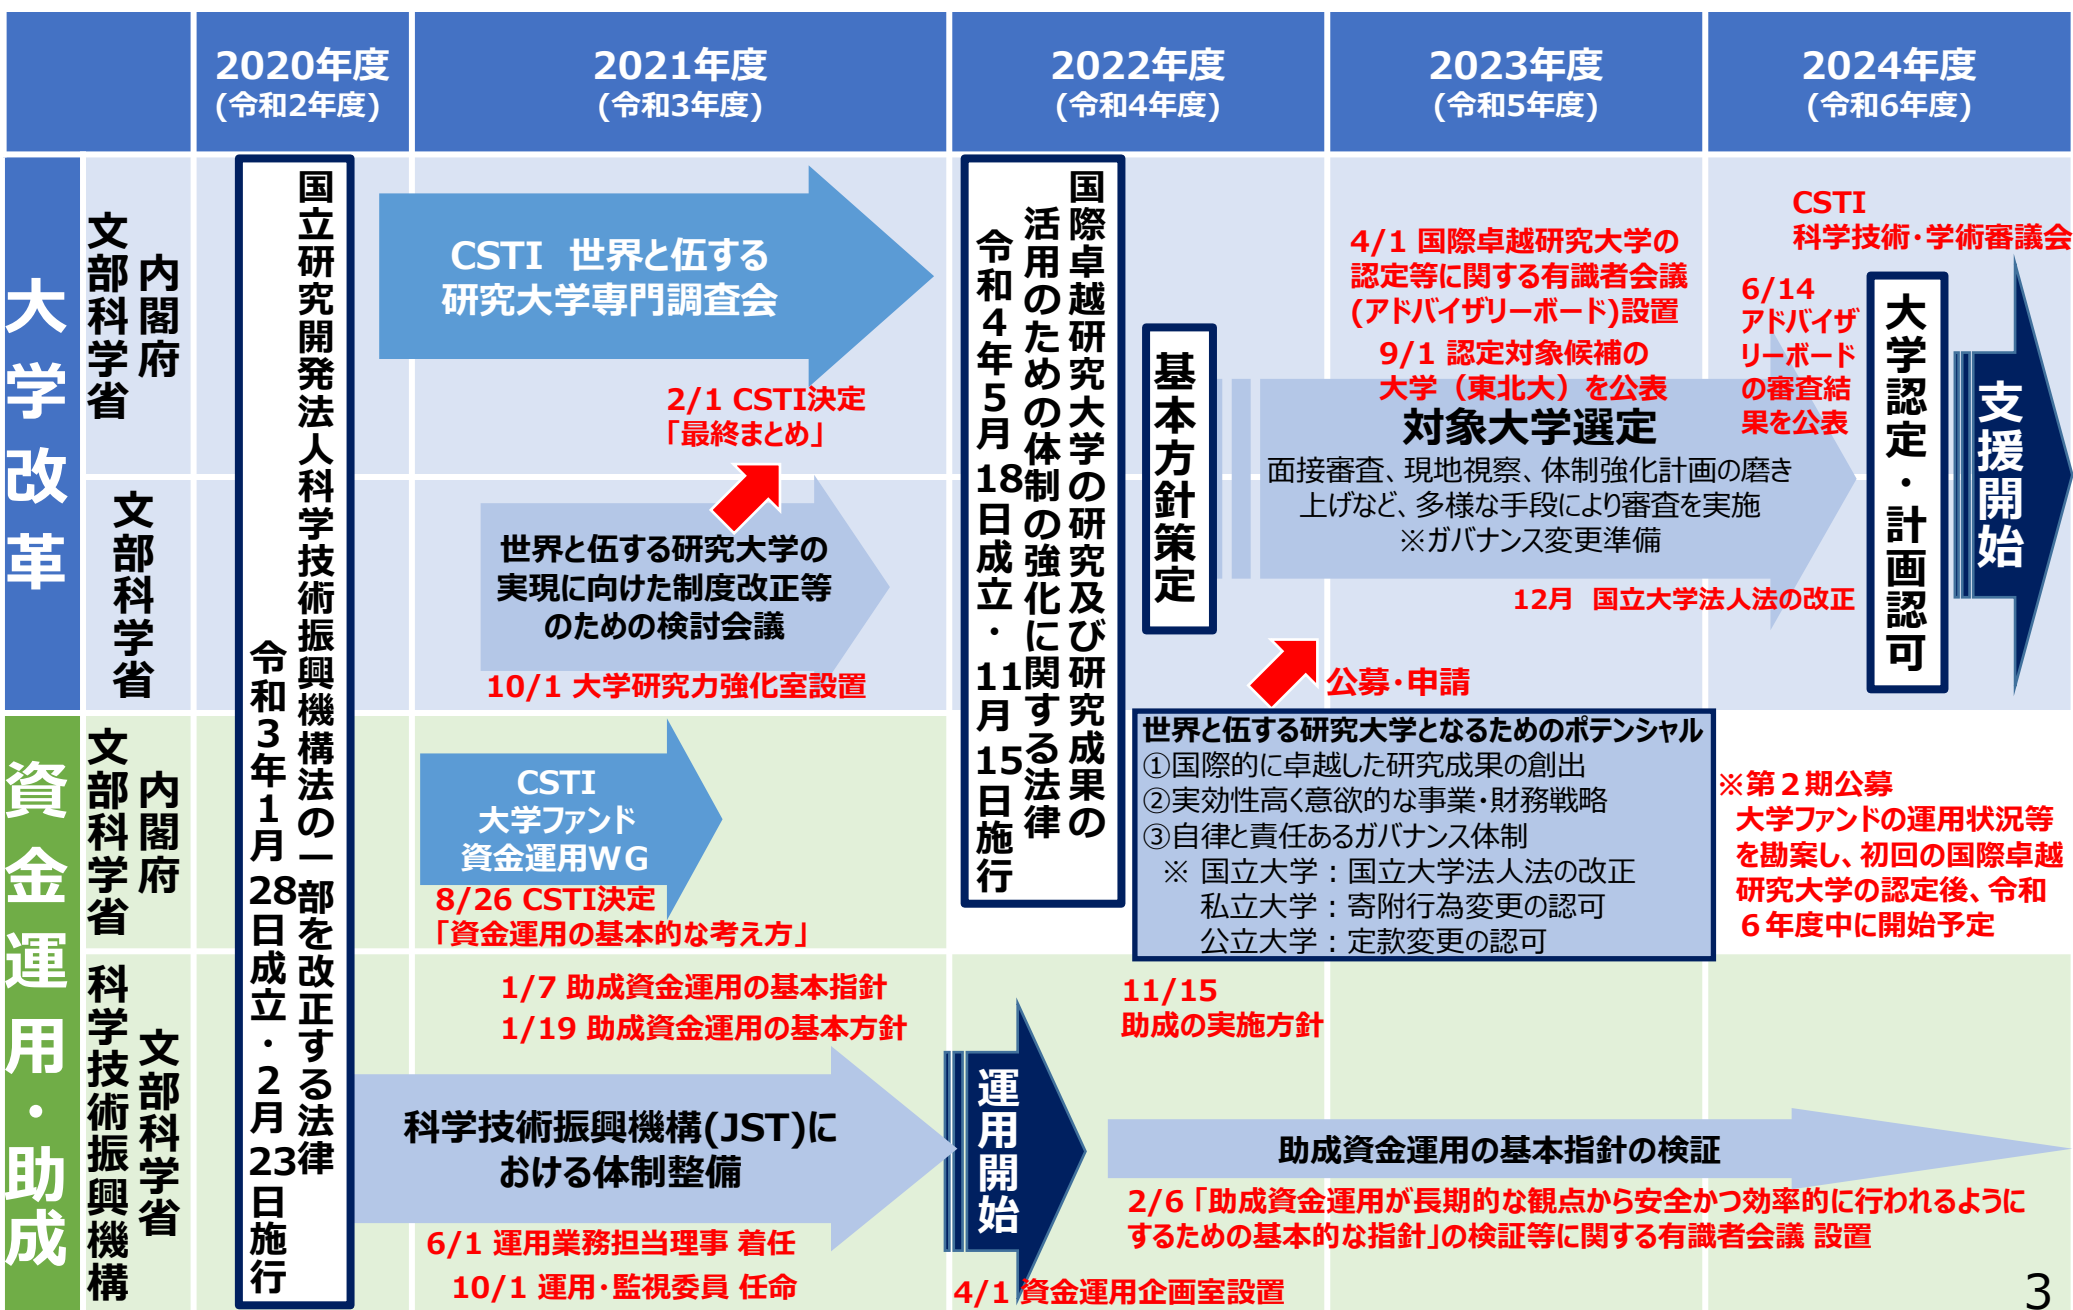 2020年度
(令和2年度)
2021年度
(令和3年度)
2022年度
(令和4年度)
2023年度
(令和5年度)
2024年度
(令和6年度)
大学改革
文部科学省
内閣府
文部科学省
国立研究開発法人科学技術振興機構法の一部を改正する法律
令和3年1月28日成立・2月23日施行
CSTI 世界と伍する
研究大学専門調査会
2/1 CSTI決定
「最終まとめ」
世界と伍する研究大学の
実現に向けた制度改正等
のための検討会議
10/1 大学研究力強化室設置
国際卓越研究大学の研究及び研究成果の
活用のための体制の強化に関する法律
令和4年5月18日成立・11月15日施行
基本方針策定
4/1 国際卓越研究大学の
認定等に関する有識者会議
(アドバイザリーボード)設置
9/1 認定対象候補の
大学（東北大）を公表
対象大学選定
面接審査、現地視察、体制強化計画の磨き
上げなど、多様な手段により審査を実施
※ガバナンス変更準備
12月 国立大学法人法の改正
公募・申請
CSTI
科学技術・学術審議会
6/14
アドバイザ
リーボード
の審査結
果を公表
大学認定・計画認可
支援開始
世界と伍する研究大学となるためのポテンシャル
①国際的に卓越した研究成果の創出
②実効性高く意欲的な事業・財務戦略
③自律と責任あるガバナンス体制
※ 国立大学：国立大学法人法の改正
私立大学：寄附行為変更の認可
公立大学：定款変更の認可
※第２期公募
大学ファンドの運用状況等
を勘案し、初回の国際卓越
研究大学の認定後、令和
６年度中に開始予定
資金運用・助成
文部科学省
内閣府
科学技術振興機構
文部科学省
CSTI
大学ファンド
資金運用WG
8/26 CSTI決定
「資金運用の基本的な考え方」
1/7 助成資金運用の基本指針
1/19 助成資金運用の基本方針
科学技術振興機構(JST)に
おける体制整備
6/1 運用業務担当理事 着任
10/1 運用・監視委員 任命
運用開始
4/1 資金運用企画室設置
11/15
助成の実施方針
助成資金運用の基本指針の検証
2/6「助成資金運用が長期的な観点から安全かつ効率的に行われるように
するための基本的な指針」の検証等に関する有識者会議 設置
3